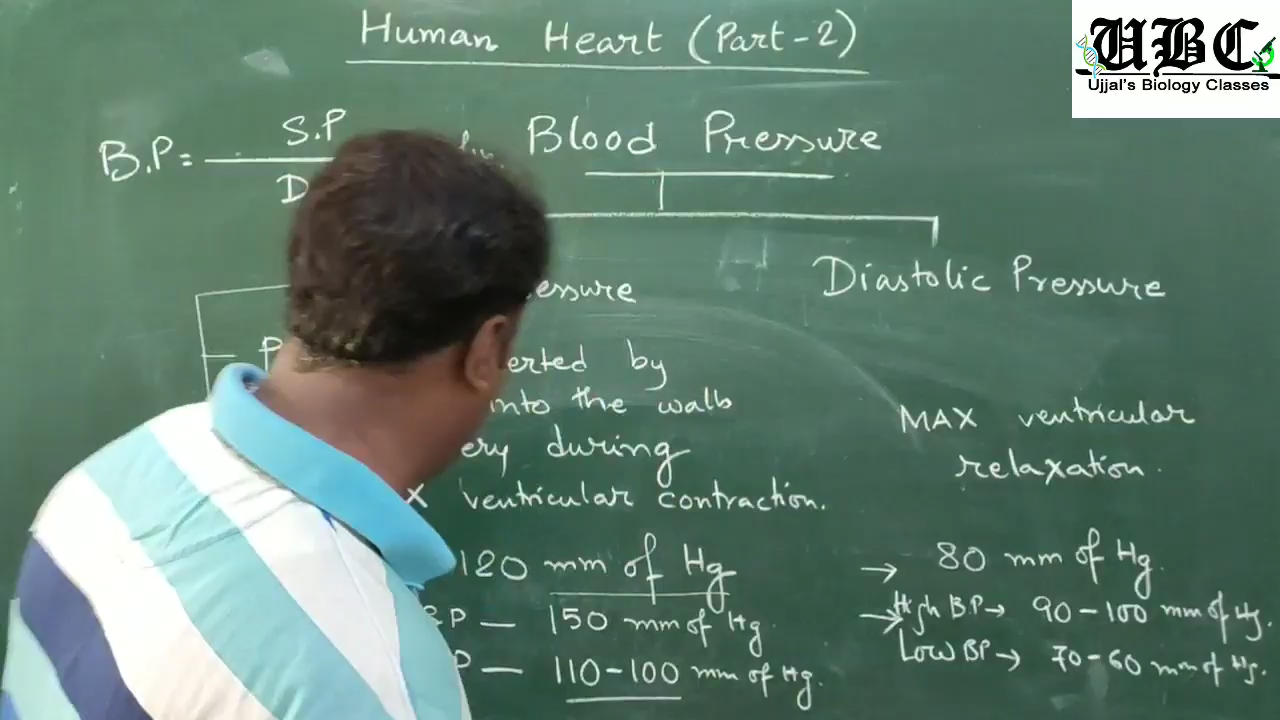 Human Heart (Part-2)
UBC
Ujjal's Biology Classes
B.P = S.P
D
Blood Pressure
Diastolic Pressure
essure
P
erted by
into the walls
ery during
X ventricular contraction.
MAX ventricular
relaxation.
120 mm of Hg
→ 80 mm of Hg.
BP — 150 mm of Hg.
→ High BP → 90-100 mm of Hg.
P — 110-100 mm of Hg.
Low BP → 70-60 mm of Hg.